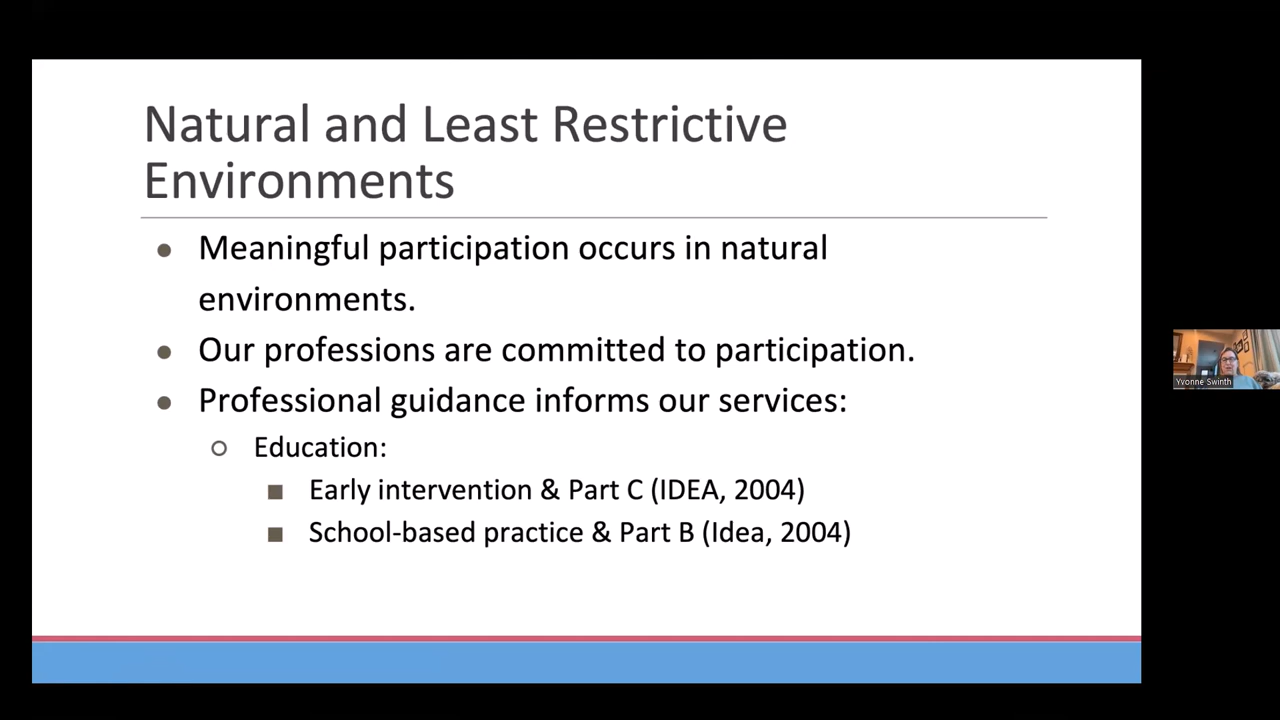 Natural and Least Restrictive
Environments
● Meaningful participation occurs in natural
environments.
● Our professions are committed to participation.
● Professional guidance informs our services:
○ Education:
■ Early intervention & Part C (IDEA, 2004)
■ School-based practice & Part B (Idea, 2004)
Yvonne Swinth